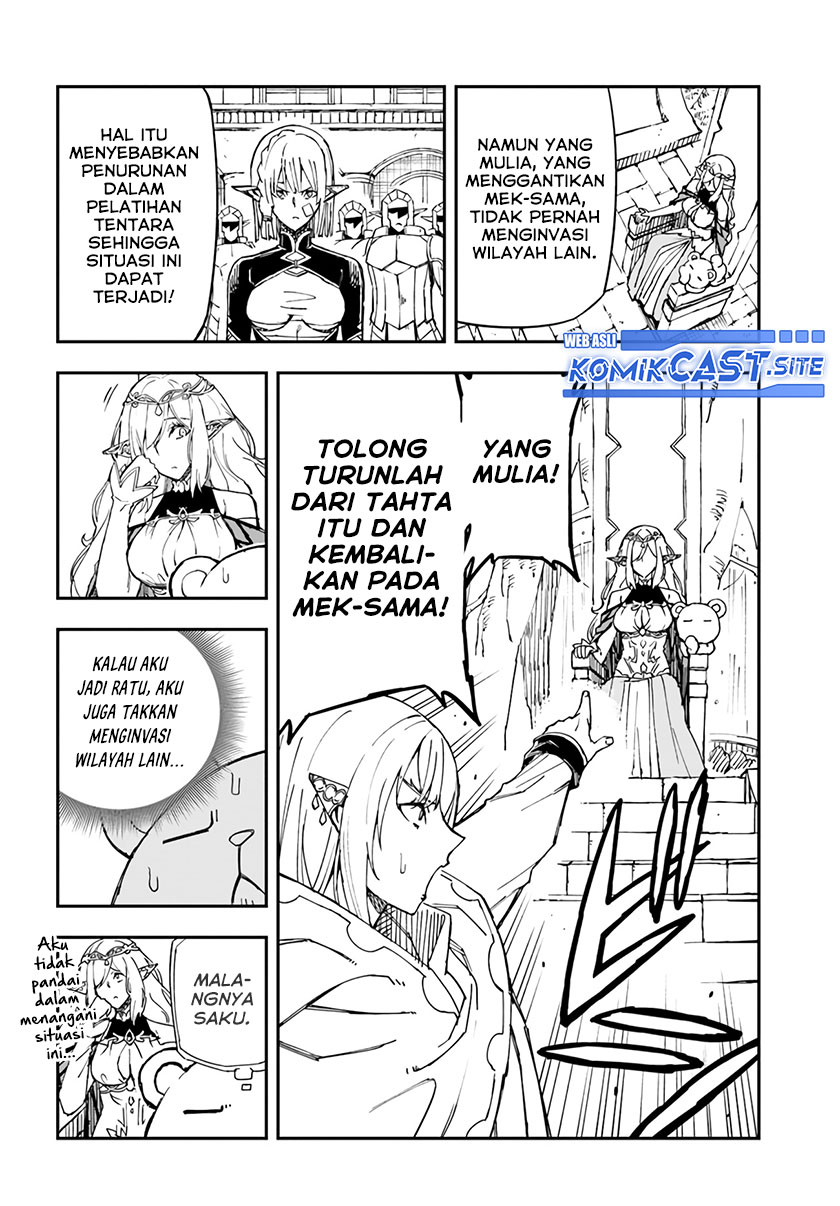 NAMUN YANG
MULIA, YANG
MENGGANTIKAN
MEK-SAMA,
TIDAK PERNAH
MENGINVASI
WILAYAH LAIN.
HAL ITU
MENYEBABKAN
PENURUNAN
DALAM
PELATIHAN
TENTARA
SEHINGGA
SITUASI INI
DAPAT
TERJADI!
WEB ASLI
KOMIKCAST.SITE
YANG
MULIA!
TOLONG
TURUNLAH
DARI TAHTA
ITU DAN
KEMBALI-
KAN PADA
MEK-SAMA!
KALAU AKU
JADI RATU, AKU
JUGA TAKKAN
MENGINVASI
WILAYAH LAIN...
MALA-
NGNYA
SAKU.
Aku
tidak
pandai
dalam
menangani
situasi
ini...